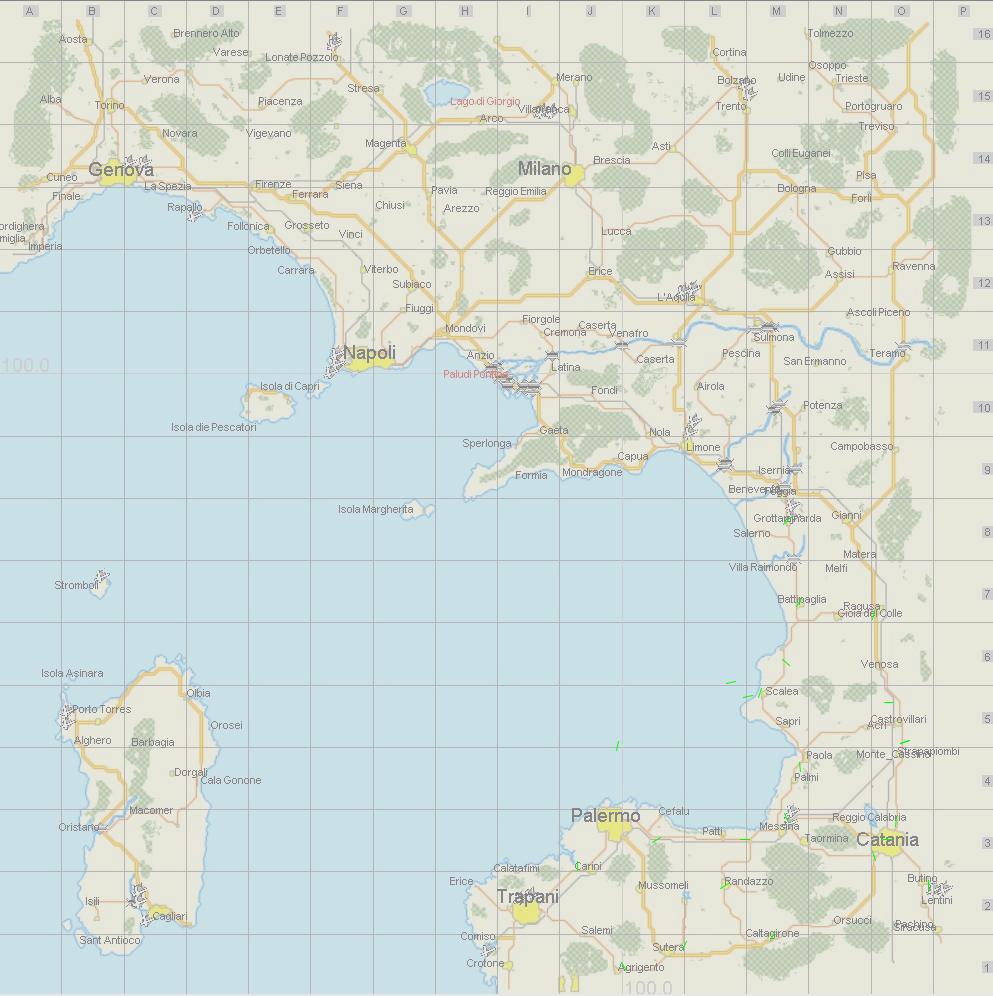 A B C D E F G H I J K L M N O P
16
Aosta
Brennero Alto
Varese
Lonate Pozzolo
Cortina
Tolmezzo
Verona
Stresa
Merano
Bolzano
Udine
Osoppo
Trieste
15
Alba
Torino
Piacenza
Lago di Giorgio
Villafranca
Arco
Trento
Portogruaro
Treviso
Novara
Vigevano
Magenta
Asti
Colli Euganei
14
Genova
Milano
Brescia
Cuneo
Finale
La Spezia
Firenze
Ferrara
Siena
Pavia
Reggio Emilia
Bologna
Pisa
Forli
Rapallo
Chiusi
Arezzo
13
ordighera
miglia
Imperia
Follonica
Grosseto
Vinci
Orbetello
Lucca
Gubbio
Carrara
Viterbo
Subiaco
Erice
Assisi
Ravenna
12
L'Aquila
Fiuggi
Fiorgole
Ascoli Piceno
Mondovi
Cremona
Caserta
Venafro
Sulmona
11
Napoli
Anzio
Latina
Caserta
Pescina
San Ermanno
Teramo
100.0
Paludi Pontine
Isola di Capri
Fondi
Airola
10
Isola die Pescatori
Gaeta
Nola
Potenza
Sperlonga
Limone
Campobasso
Capua
Formia
Mondragone
Isernia
9
Benevento
Foggia
Isola Margherita
Grottaminarda
Gianni
Salerno
8
Matera
Villa Raimondo
Melfi
Stromboli
Battipaglia
Ragusa
Gioia del Colle
7
Isola Asinara
Venosa
6
Olbia
Scalea
Porto Torres
Orosei
Sapri
Castrovillari
Acri
5
Alghero
Barbagia
Paola
Monte_Cassino
Strapapiombi
Dorgali
Cala Gonone
Palmi
4
Macomer
Palermo
Cefalu
Reggio Calabria
Oristano
Patti
Messina
Taormina
Catania
3
Calatafimi
Carini
Erice
Mussomeli
Randazzo
Butino
Isili
Trapani
Lentini
2
Cagliari
Orsucci
Pachino
Siracusa
Sant Antioco
Comiso
Salemi
Caltagirone
Sutera
Crotone
Agrigento
1
100.0